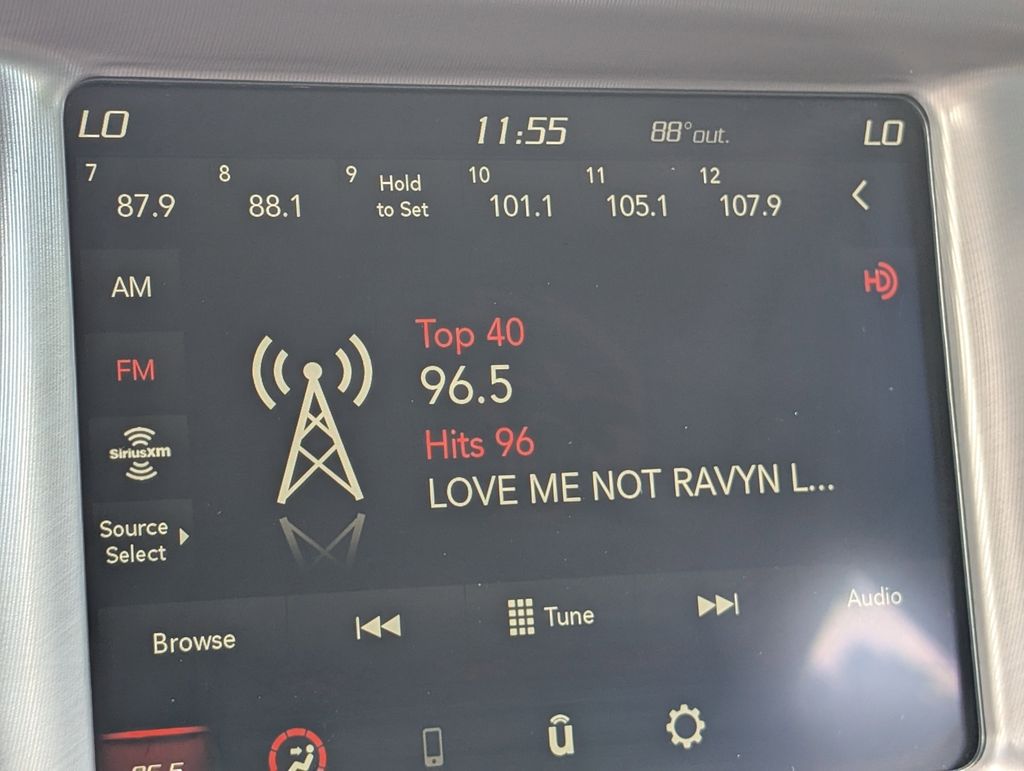 LO 11:55 88° out. LO
7 8 9 10 11 12
87.9 88.1 Hold to Set 101.1 105.1 107.9
AM
HD
Top 40
FM
96.5
Hits 96
SiriusXM
LOVE ME NOT RAVYN L...
Source
Select
Browse Tune Audio